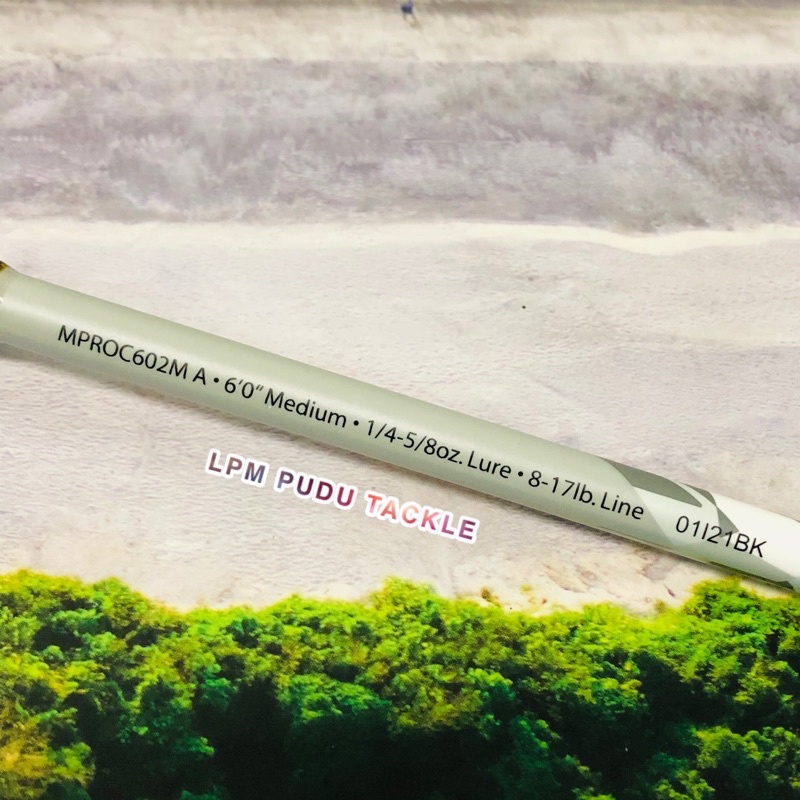 MPROC602M A • 6'0" Medium • 1/4-5/8oz. Lure • 8-17lb. Line 01I21BK
LPM PUDU TACKLE